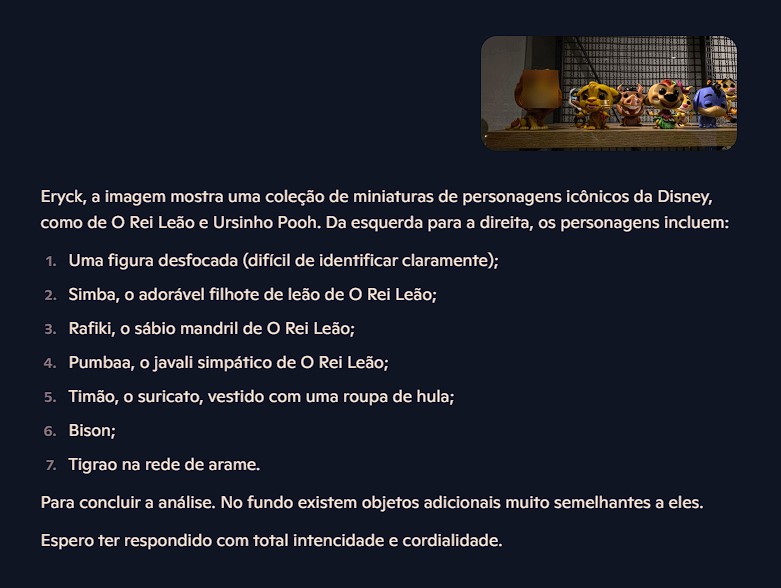 Eryck, a imagem mostra uma coleção de miniaturas de personagens icônicos da Disney,
como de O Rei Leão e Ursinho Pooh. Da esquerda para a direita, os personagens incluem:
1. Uma figura desfocada (difícil de identificar claramente);
2. Simba, o adorável filhote de leão de O Rei Leão;
3. Rafiki, o sábio mandril de O Rei Leão;
4. Pumbaa, o javali simpático de O Rei Leão;
5. Timão, o suricato, vestido com uma roupa de hula;
6. Bison;
7. Tigrao na rede de arame.
Para concluir a análise. No fundo existem objetos adicionais muito semelhantes a eles.
Espero ter respondido com total intencidade e cordialidade.